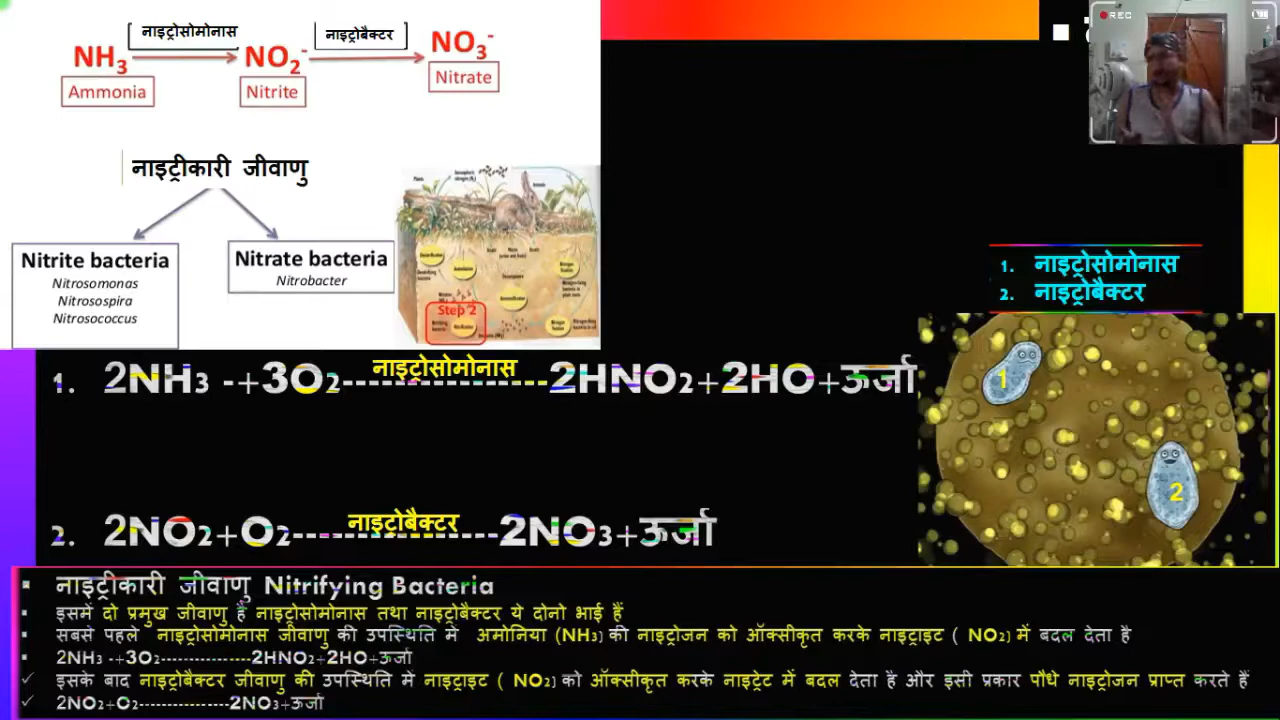 नाइट्रोसोमोनास
नाइट्रोबैक्टर
NH₃ NO₂⁻ NO₃⁻
Ammonia
Nitrite
Nitrate
REC
नाइट्रीकारी जीवाणु
Nitrite bacteria
Nitrosomonas
Nitrosospira
Nitrosococcus
Nitrate bacteria
Nitrobacter
Step 2
1. नाइट्रोसोमोनास
2. नाइट्रोबैक्टर
1
2
नाइट्रोसोमोनास
1. 2NH₃ -+3O₂------------------2HNO₂+2HO+ऊर्जा
नाइट्रोबैक्टर
2. 2NO₂+O₂------------------2NO₃+ऊर्जा
▪ नाइट्रीकारी जीवाणु Nitrifying Bacteria
▪ इसमें दो प्रमुख जीवाणु हैं नाइट्रोसोमोनास तथा नाइट्रोबैक्टर ये दोनो भाई हैं
▪ सबसे पहले नाइट्रोसोमोनास जीवाणु की उपस्थिति में अमोनिया (NH₃) की नाइट्रोजन को ऑक्सीकृत करके नाइट्राइट ( NO₂) में बदल देता है
▪ 2NH₃ -+3O₂----------------2HNO₂+2HO+ऊर्जा
✓ इसके बाद नाइट्रोबैक्टर जीवाणु की उपस्थिति में नाइट्राइट ( NO₂) को ऑक्सीकृत करके नाइट्रेट में बदल देता है और इसी प्रकार पौधे नाइट्रोजन प्राप्त करते हैं
✓ 2NO₂+O₂----------------2NO₃+ऊर्जा